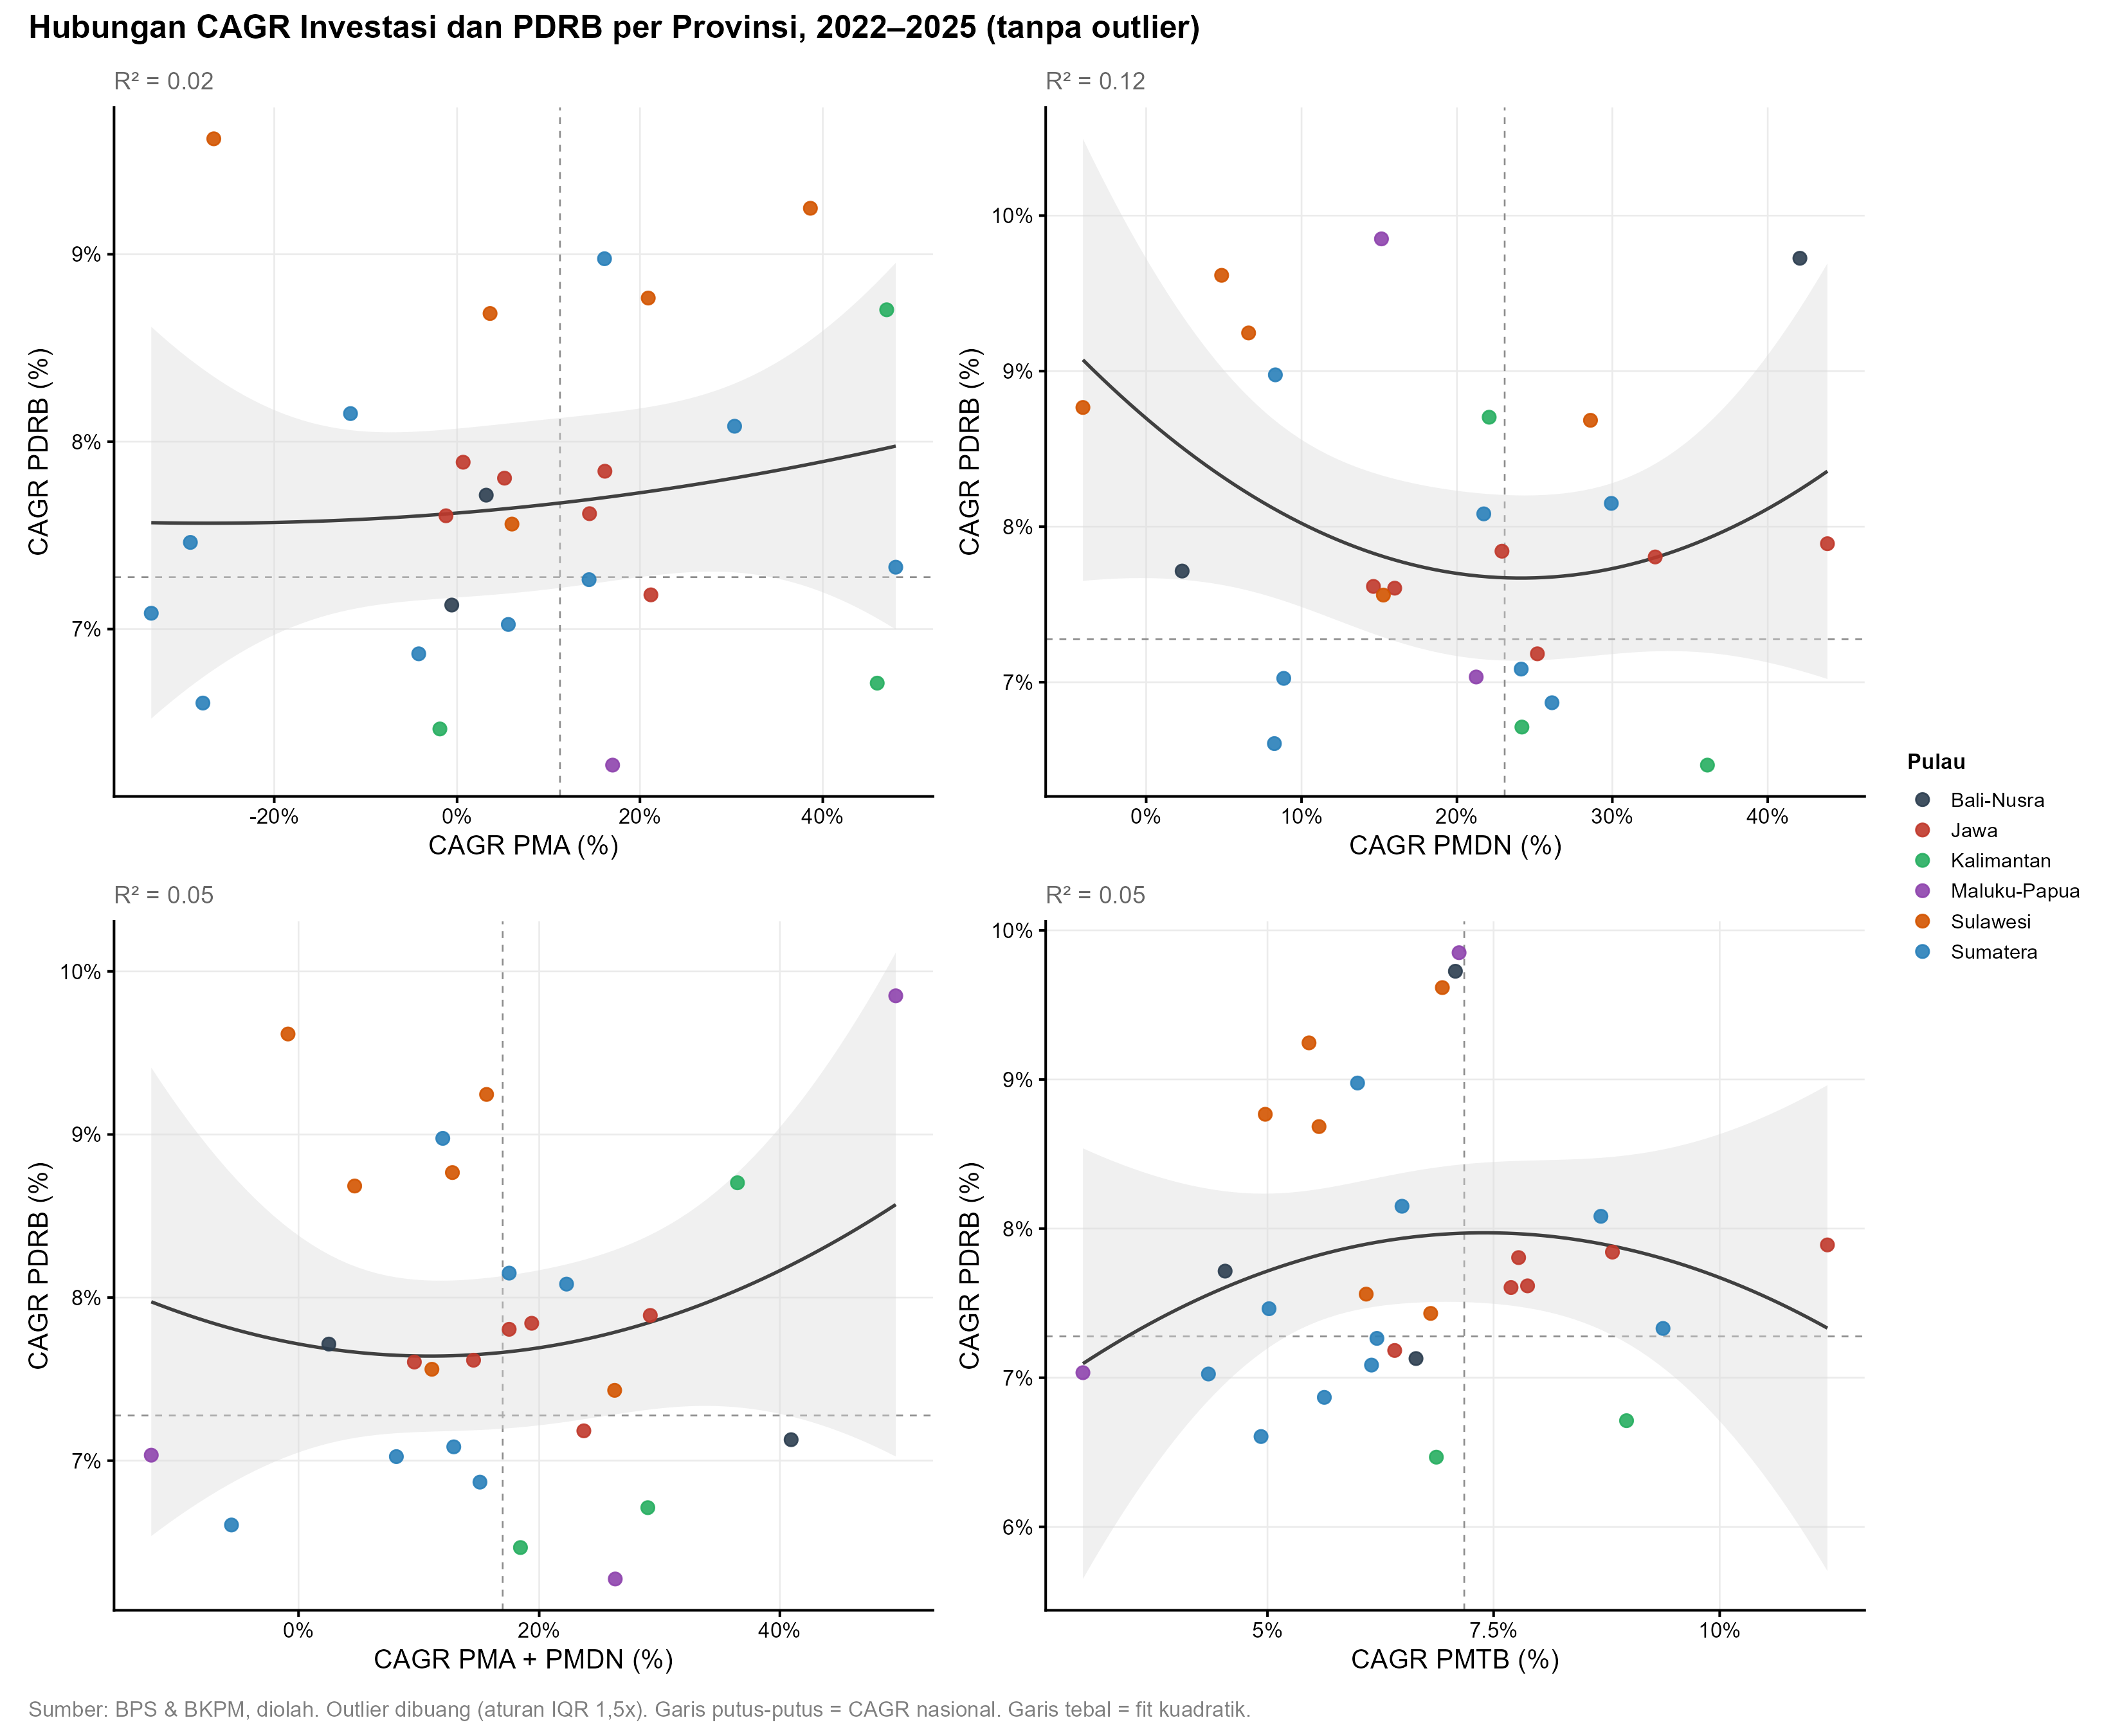 Hubungan CAGR Investasi dan PDRB per Provinsi, 2022–2025 (tanpa outlier)
R² = 0.02
CAGR PDRB (%)
9%
8%
7%
-20% 0% 20% 40%
CAGR PMA (%)
R² = 0.12
CAGR PDRB (%)
10%
9%
8%
7%
0% 10% 20% 30% 40%
CAGR PMDN (%)
R² = 0.05
CAGR PDRB (%)
10%
9%
8%
7%
0% 20% 40%
CAGR PMA + PMDN (%)
R² = 0.05
CAGR PDRB (%)
10%
9%
8%
7%
6%
5% 7.5% 10%
CAGR PMTB (%)
Pulau
Bali-Nusra
Jawa
Kalimantan
Maluku-Papua
Sulawesi
Sumatera
Sumber: BPS & BKPM, diolah. Outlier dibuang (aturan IQR 1,5x). Garis putus-putus = CAGR nasional. Garis tebal = fit kuadratik.